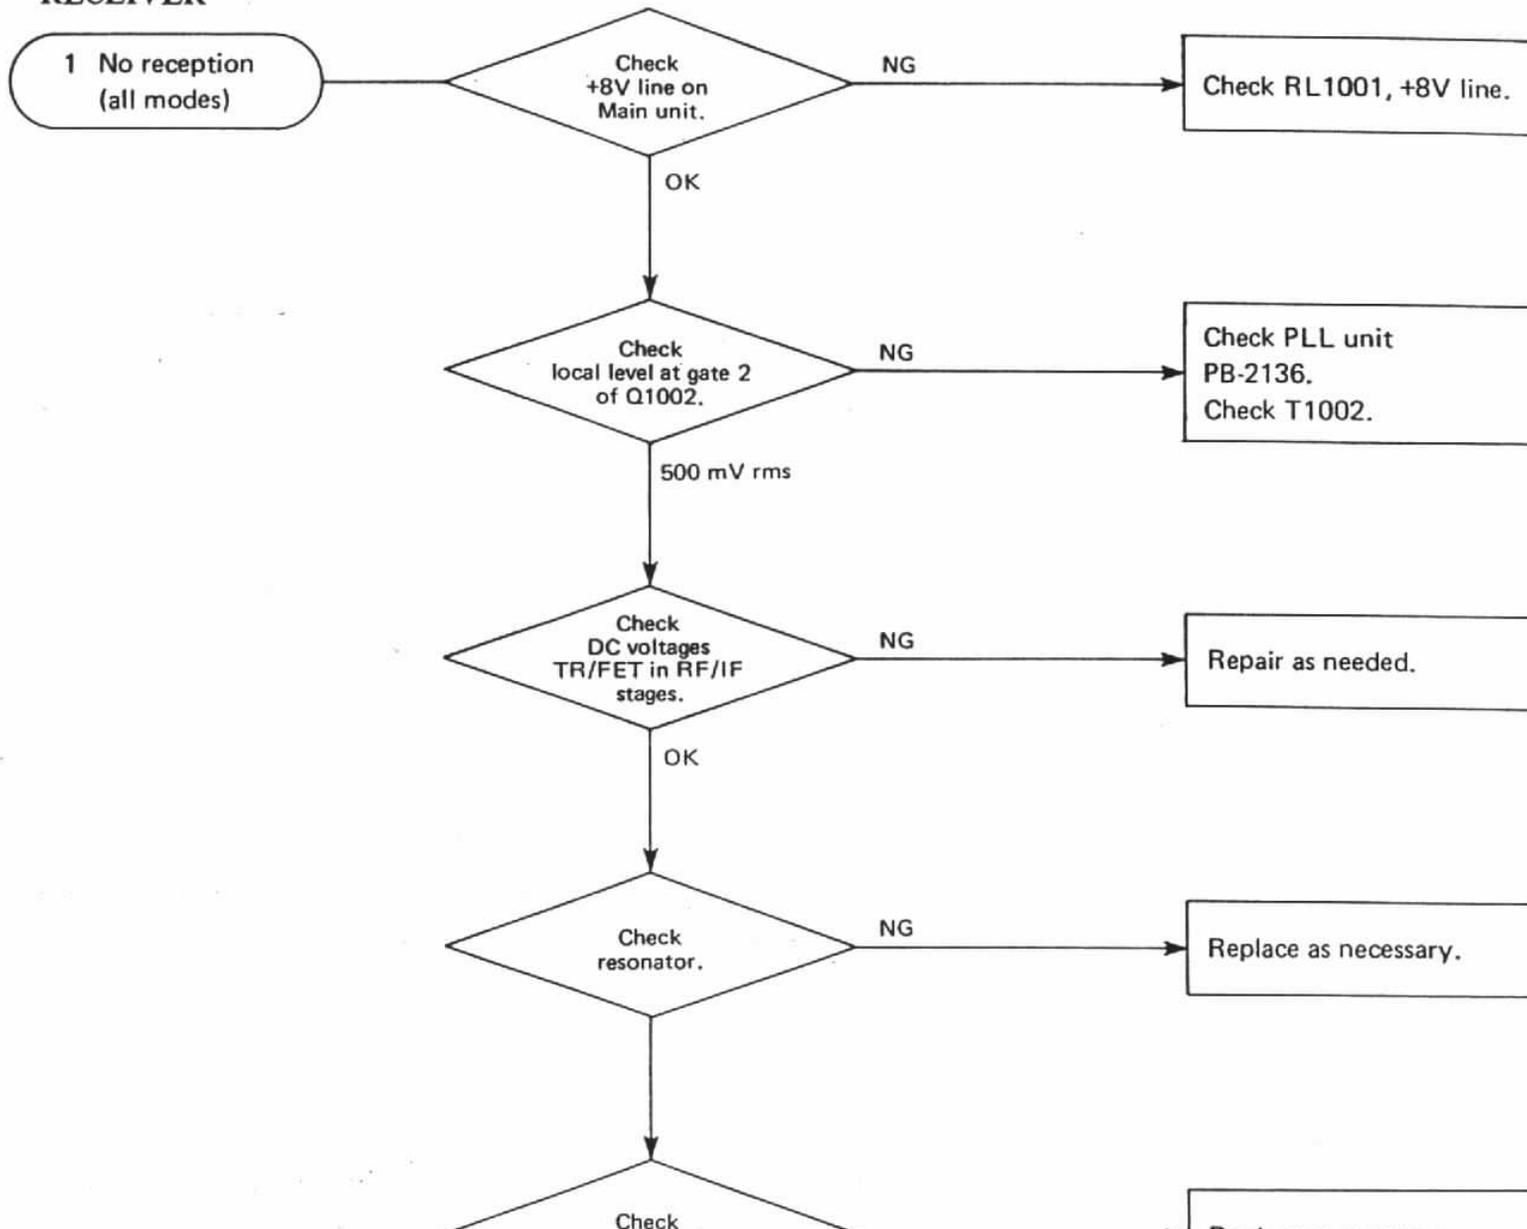 RECEIVER
1 No reception
(all modes)
Check
+8V line on
Main unit.
NG
Check RL1001, +8V line.
OK
Check
local level at gate 2
of Q1002.
NG
Check PLL unit
PB-2136.
Check T1002.
500 mV rms
Check
DC voltages
TR/FET in RF/IF
stages.
NG
Repair as needed.
OK
Check
resonator.
NG
Replace as necessary.
Check